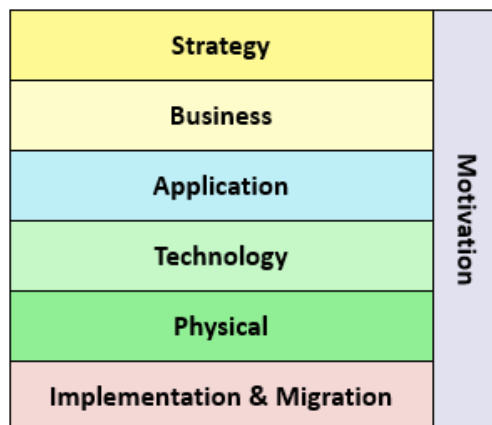 Strategy
Business
Application
Technology
Physical
Implementation & Migration
Motivation